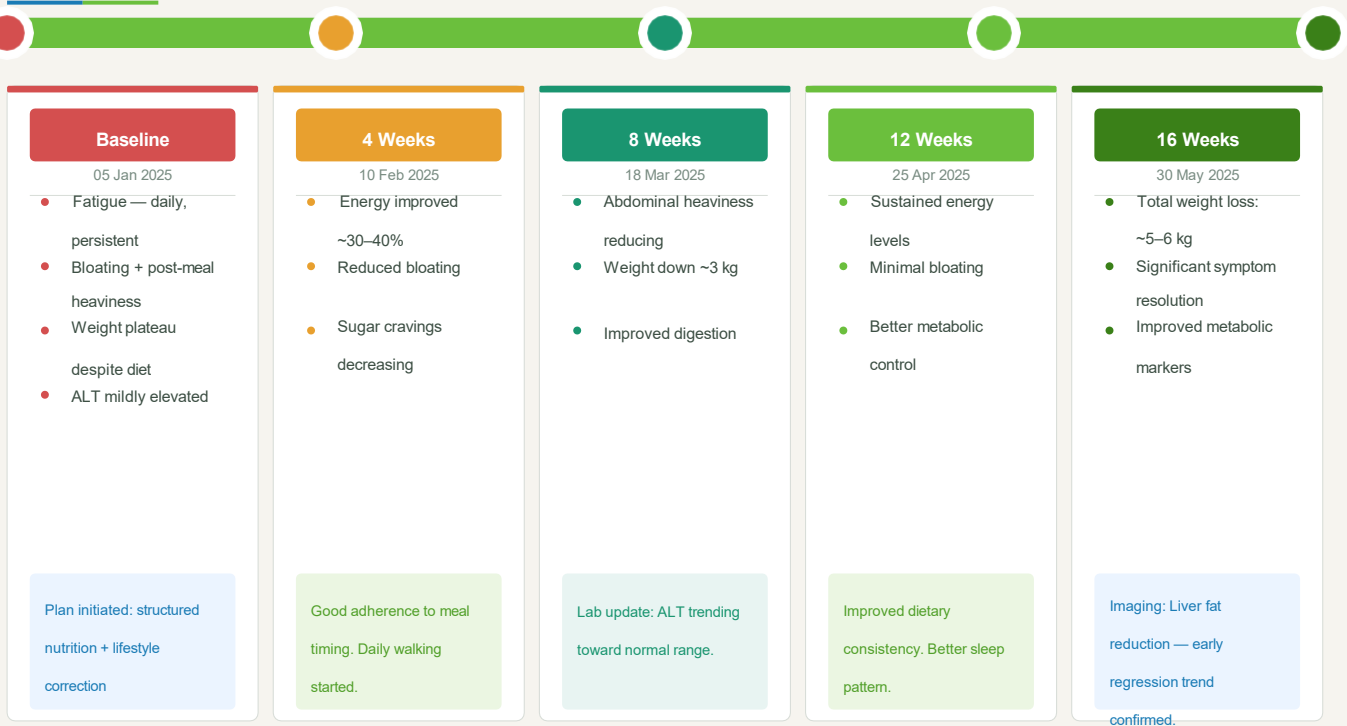 Baseline
05 Jan 2025
Fatigue — daily,
persistent
Bloating + post-meal
heaviness
Weight plateau
despite diet
ALT mildly elevated
Plan initiated: structured
nutrition + lifestyle
correction
4 Weeks
10 Feb 2025
Energy improved
~30–40%
Reduced bloating
Sugar cravings
decreasing
Good adherence to meal
timing. Daily walking
started.
8 Weeks
18 Mar 2025
Abdominal heaviness
reducing
Weight down ~3 kg
Improved digestion
Lab update: ALT trending
toward normal range.
12 Weeks
25 Apr 2025
Sustained energy
levels
Minimal bloating
Better metabolic
control
Improved dietary
consistency. Better sleep
pattern.
16 Weeks
30 May 2025
Total weight loss:
~5–6 kg
Significant symptom
resolution
Improved metabolic
markers
Imaging: Liver fat
reduction — early
regression trend
confirmed.